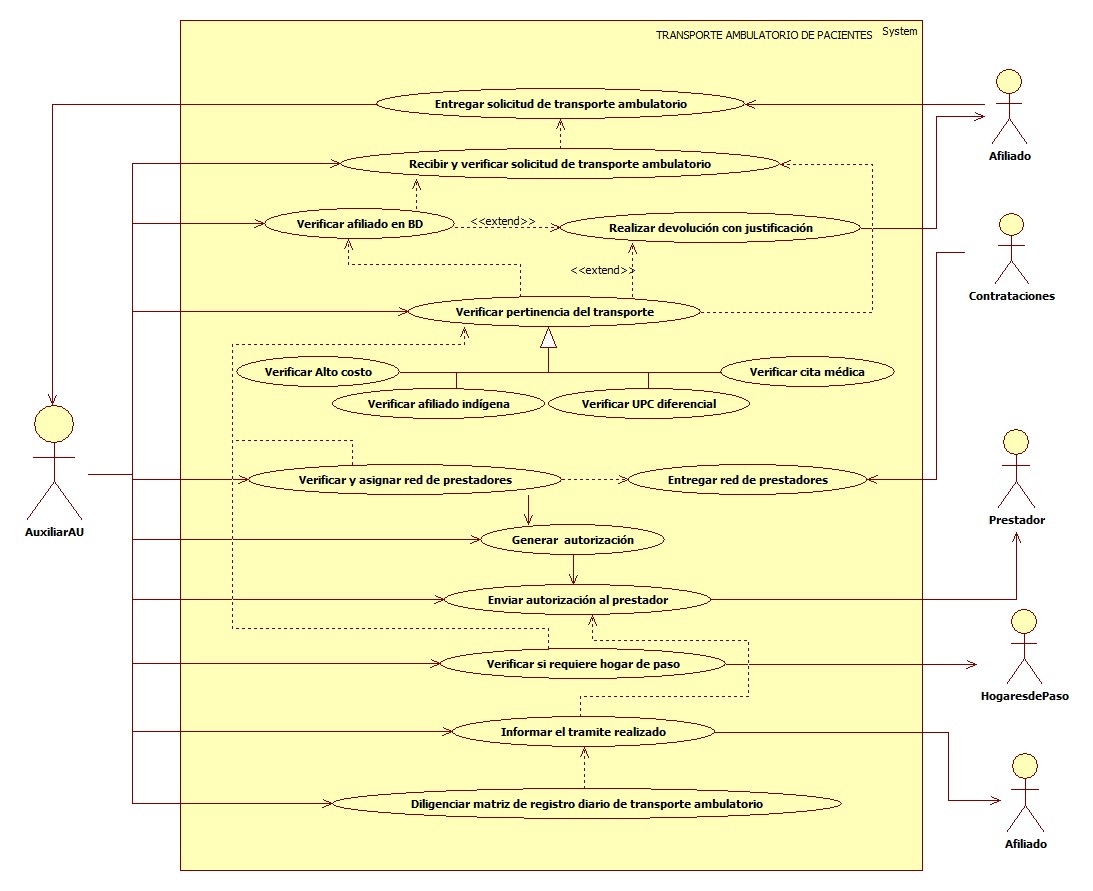 TRANSPORTE AMBULATORIO DE PACIENTES
System
Entregar solicitud de transporte ambulatorio
Afiliado
Recibir y verificar solicitud de transporte ambulatorio
Verificar afiliado en BD
<<extend>>
Realizar devolución con justificación
<<extend>>
Contrataciones
Verificar pertinencia del transporte
Verificar Alto costo
Verificar cita médica
Verificar afiliado indígena
Verificar UPC diferencial
Verificar y asignar red de prestadores
Entregar red de prestadores
Prestador
AuxiliarAU
Generar autorización
Enviar autorización al prestador
Verificar si requiere hogar de paso
HogaresdePaso
Informar el tramite realizado
Diligenciar matriz de registro diario de transporte ambulatorio
Afiliado